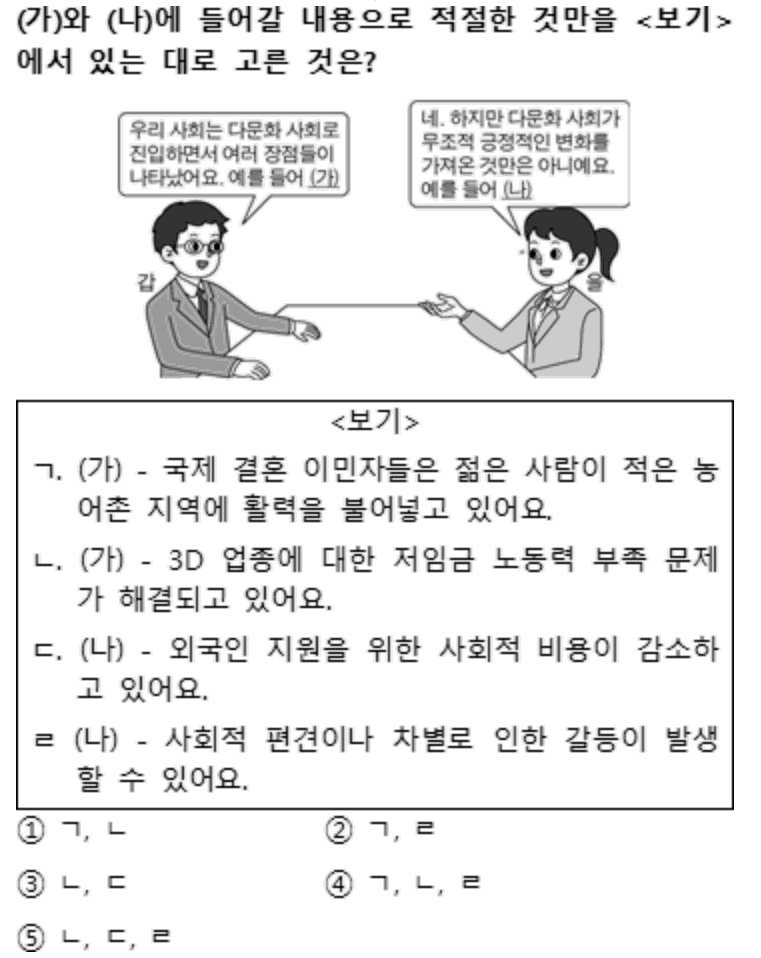 (가)와 (나)에 들어갈 내용으로 적절한 것만을 <보기>
에서 있는 대로 고른 것은?
우리 사회는 다문화 사회로
진입하면서 여러 장점들이
나타났어요. 예를 들어 (가)
네. 하지만 다문화 사회가
무조적 긍정적인 변화를
가져온 것만은 아니예요.
예를 들어 (나)
갑
을
<보기>
ㄱ. (가) - 국제 결혼 이민자들은 젊은 사람이 적은 농
어촌 지역에 활력을 불어넣고 있어요.
ㄴ. (가) - 3D 업종에 대한 저임금 노동력 부족 문제
가 해결되고 있어요.
ㄷ. (나) - 외국인 지원을 위한 사회적 비용이 감소하
고 있어요.
ㄹ (나) - 사회적 편견이나 차별로 인한 갈등이 발생
할 수 있어요.
① ㄱ, ㄴ ② ㄱ, ㄹ
③ ㄴ, ㄷ ④ ㄱ, ㄴ, ㄹ
⑤ ㄴ, ㄷ, ㄹ